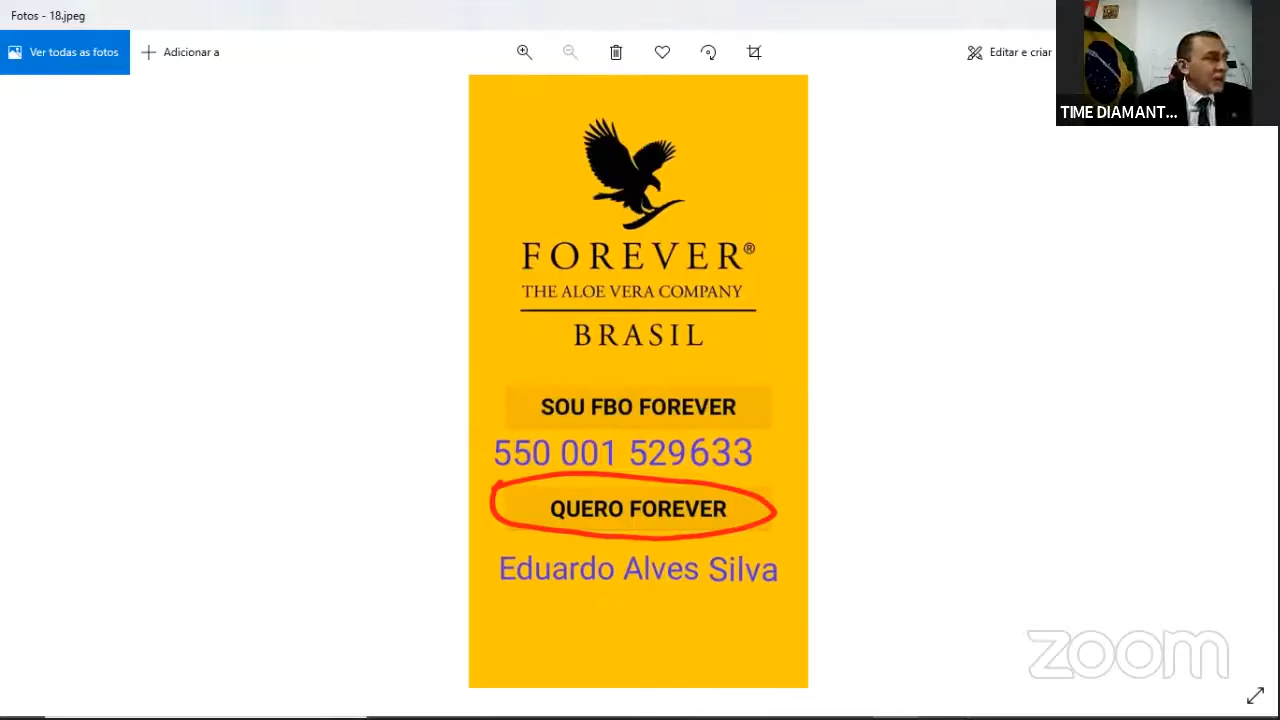 Fotos - 18.jpeg
Ver todas as fotos
Adicionar a
Editar e criar
TIME DIAMANT...
FOREVER®
THE ALOE VERA COMPANY
BRASIL
SOU FBO FOREVER
550 001 529633
QUERO FOREVER
Eduardo Alves Silva
zoom